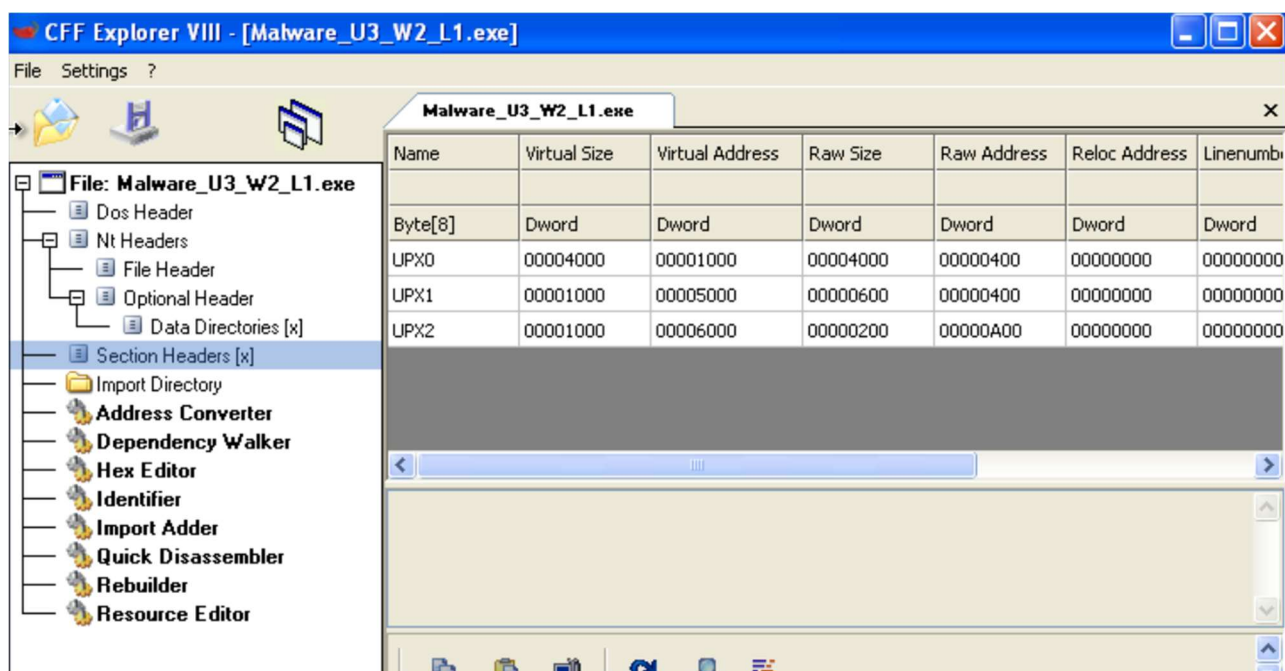 CFF Explorer VIII - [Malware_U3_W2_L1.exe]
File Settings ?
Malware_U3_W2_L1.exe
File: Malware_U3_W2_L1.exe
Dos Header
Nt Headers
File Header
Optional Header
Data Directories [x]
Section Headers [x]
Import Directory
Address Converter
Dependency Walker
Hex Editor
Identifier
Import Adder
Quick Disassembler
Rebuilder
Resource Editor
Name Virtual Size Virtual Address Raw Size Raw Address Reloc Address
Byte[8] Dword Dword Dword Dword Dword Dword
UPX0 00004000 00001000 00004000 00000400 00000000 00000000
UPX1 00001000 00005000 00000600 00000400 00000000 00000000
UPX2 00001000 00006000 00000200 00000A00 00000000 00000000